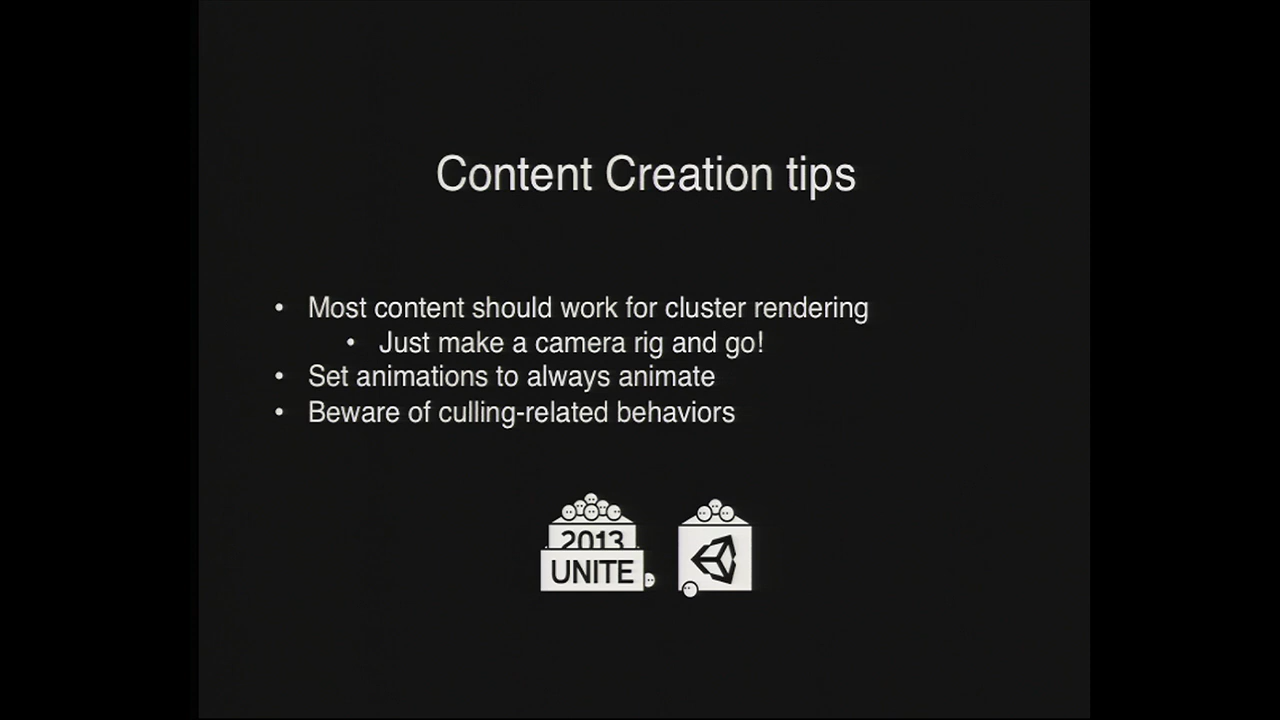 Content Creation tips
• Most content should work for cluster rendering
• Just make a camera rig and go!
• Set animations to always animate
• Beware of culling-related behaviors
2013
UNITE